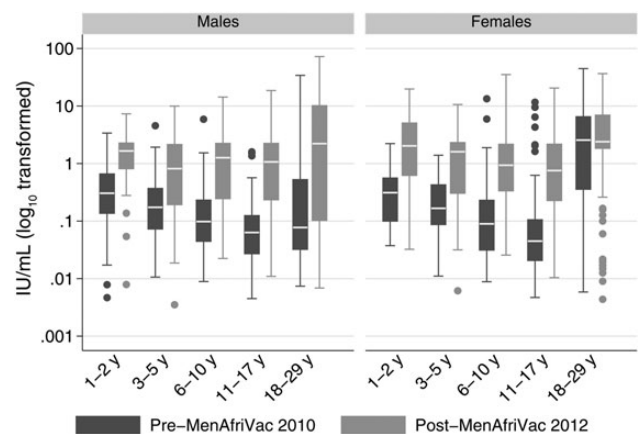 Males
Females
IU/mL (log10 transformed)
100
10
1
.1
.01
.001
1–2 y
3–5 y
6–10 y
11–17 y
18–29 y
1–2 y
3–5 y
6–10 y
11–17 y
18–29 y
Pre–MenAfriVac 2010
Post–MenAfriVac 2012